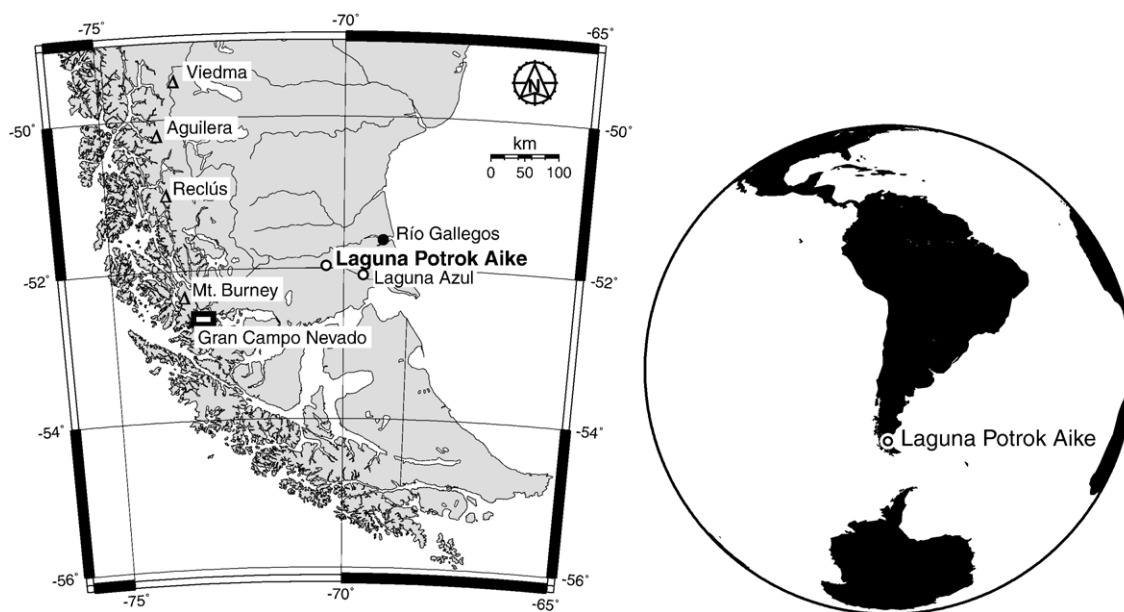 -75˚
-70˚
-65˚
Viedma
N
-50˚
Aguilera
-50˚
km
0 50 100
Reclús
Río Gallegos
Laguna Potrok Aike
Laguna Azul
-52˚
-52˚
Mt. Burney
Gran Campo Nevado
-54˚
-54˚
-56˚
-56˚
-75˚
-70˚
-65˚
Laguna Potrok Aike